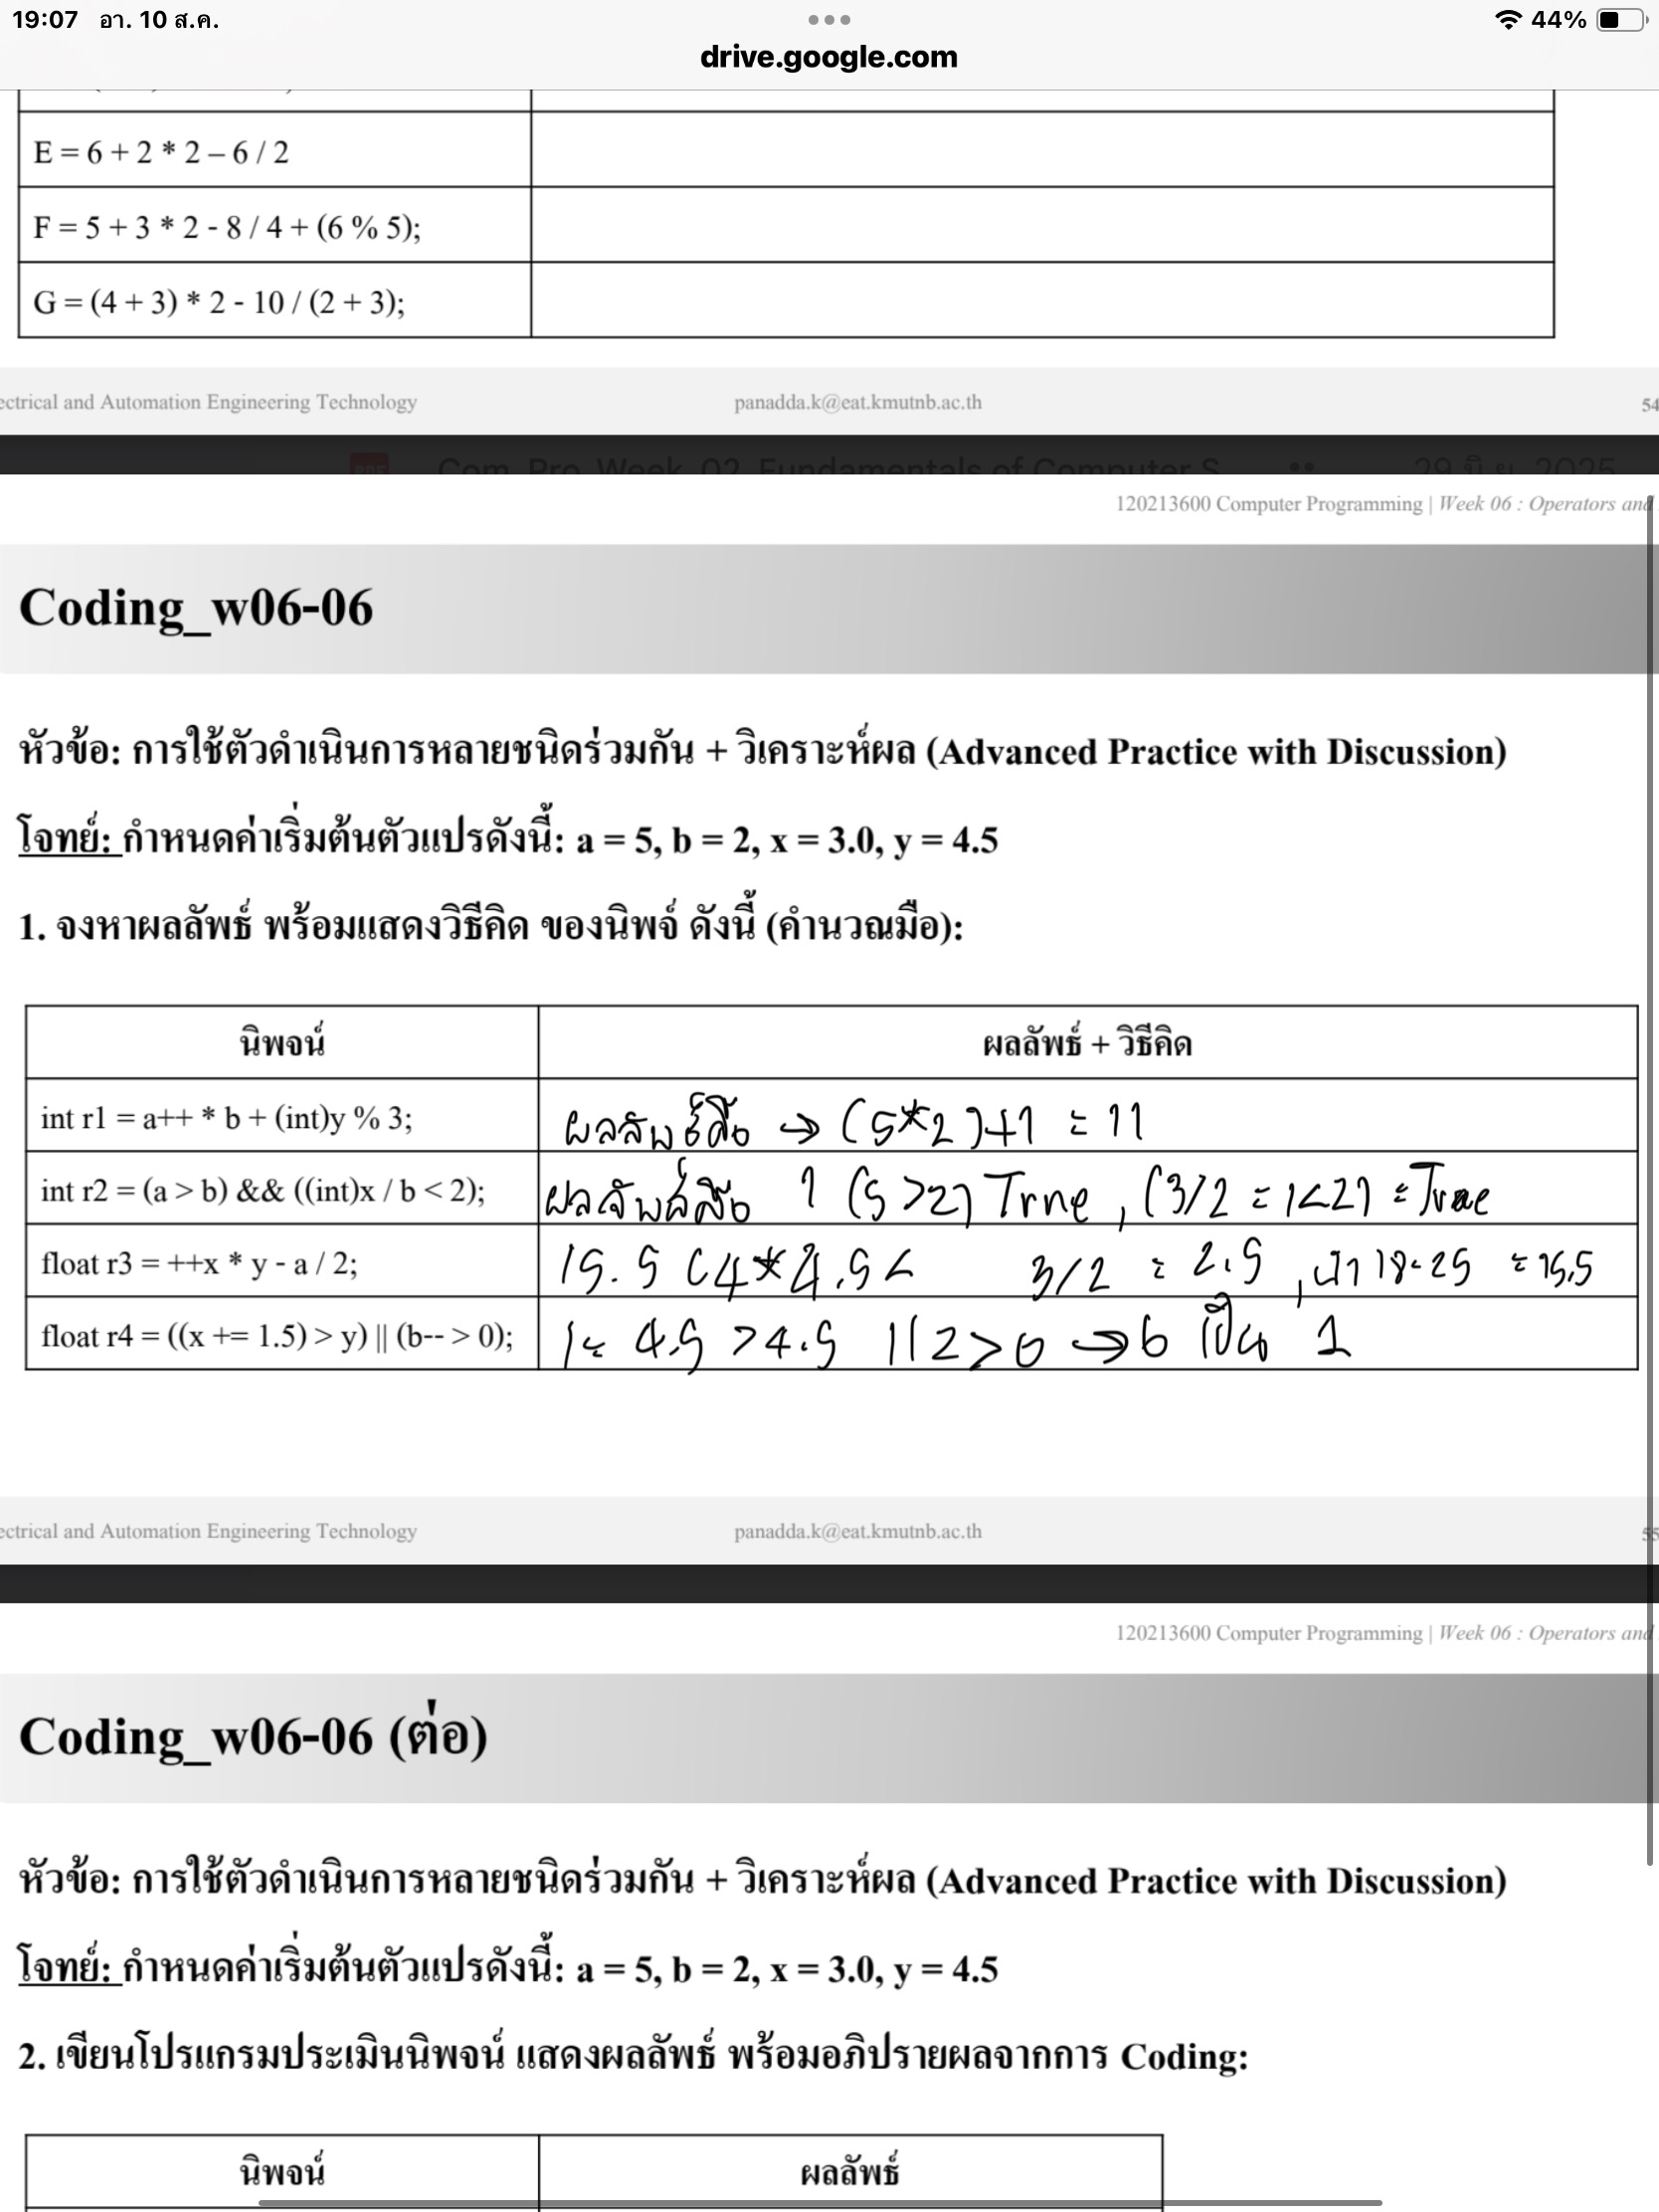 19:07 อา. 10 ส.ค.
44%
drive.google.com
E = 6 + 2 * 2 – 6 / 2
F = 5 + 3 * 2 - 8 / 4 + (6 % 5);
G = (4 + 3) * 2 - 10 / (2 + 3);
ectrical and Automation Engineering Technology panadda.k@eat.kmutnb.ac.th 54
Com_Pro_Week_02_Fundamentals of Computer S 29 มิ.ย. 2025
120213600 Computer Programming | Week 06 : Operators and
Coding_w06-06
หัวข้อ: การใช้ตัวดำเนินการหลายชนิดร่วมกัน + วิเคราะห์ผล (Advanced Practice with Discussion)
โจทย์: กำหนดค่าเริ่มต้นตัวแปรดังนี้: a = 5, b = 2, x = 3.0, y = 4.5
1. จงหาผลลัพธ์ พร้อมแสดงวิธีคิด ของนิพจ์ ดังนี้ (คำนวณมือ):
นิพจน์ ผลลัพธ์ + วิธีคิด
int r1 = a++ * b + (int)y % 3; ผลลัพธ์คือ → (5*2)+1 = 11
int r2 = (a > b) && ((int)x / b < 2); ผลลัพธ์คือ 1 (5 >2) True , (3/2 = 1<2) = True
float r3 = ++x * y - a / 2; 15.5 (4*4.5 3/2 = 2.5 , = 15.5
float r4 = ((x += 1.5) > y) || (b-- > 0); 4.5 >4.5 || 2>0 → b เป็น 1
ectrical and Automation Engineering Technology panadda.k@eat.kmutnb.ac.th 55
120213600 Computer Programming | Week 06 : Operators and
Coding_w06-06 (ต่อ)
หัวข้อ: การใช้ตัวดำเนินการหลายชนิดร่วมกัน + วิเคราะห์ผล (Advanced Practice with Discussion)
โจทย์: กำหนดค่าเริ่มต้นตัวแปรดังนี้: a = 5, b = 2, x = 3.0, y = 4.5
2. เขียนโปรแกรมประเมินนิพจน์ แสดงผลลัพธ์ พร้อมอภิปรายผลจากการ Coding:
นิพจน์ ผลลัพธ์